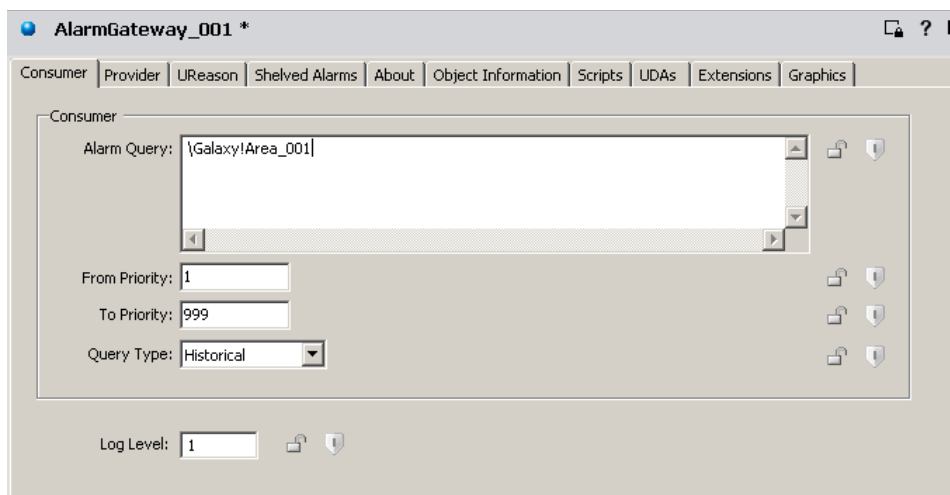 AlarmGateway_001 * ?
Consumer Provider UReason Shelved Alarms About Object Information Scripts UDAs Extensions Graphics
Consumer
Alarm Query: \Galaxy!Area_001
From Priority: 1
To Priority: 999
Query Type: Historical
Log Level: 1